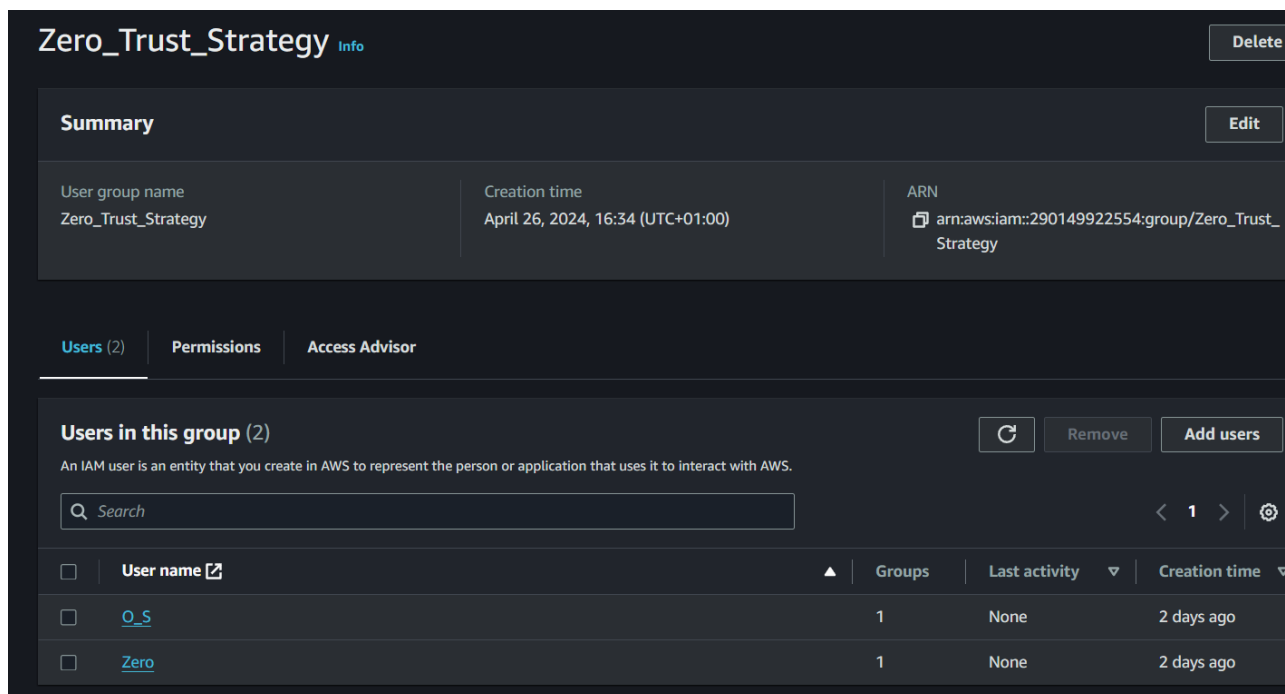 Zero_Trust_Strategy Info
Delete
Summary
Edit
User group name
Zero_Trust_Strategy
Creation time
April 26, 2024, 16:34 (UTC+01:00)
ARN
arn:aws:iam::290149922554:group/Zero_Trust_
Strategy
Users (2)
Permissions
Access Advisor
Users in this group (2)
Remove
Add users
An IAM user is an entity that you create in AWS to represent the person or application that uses it to interact with AWS.
Search
1
User name
Groups
Last activity
Creation time
O_S
1
None
2 days ago
Zero
1
None
2 days ago